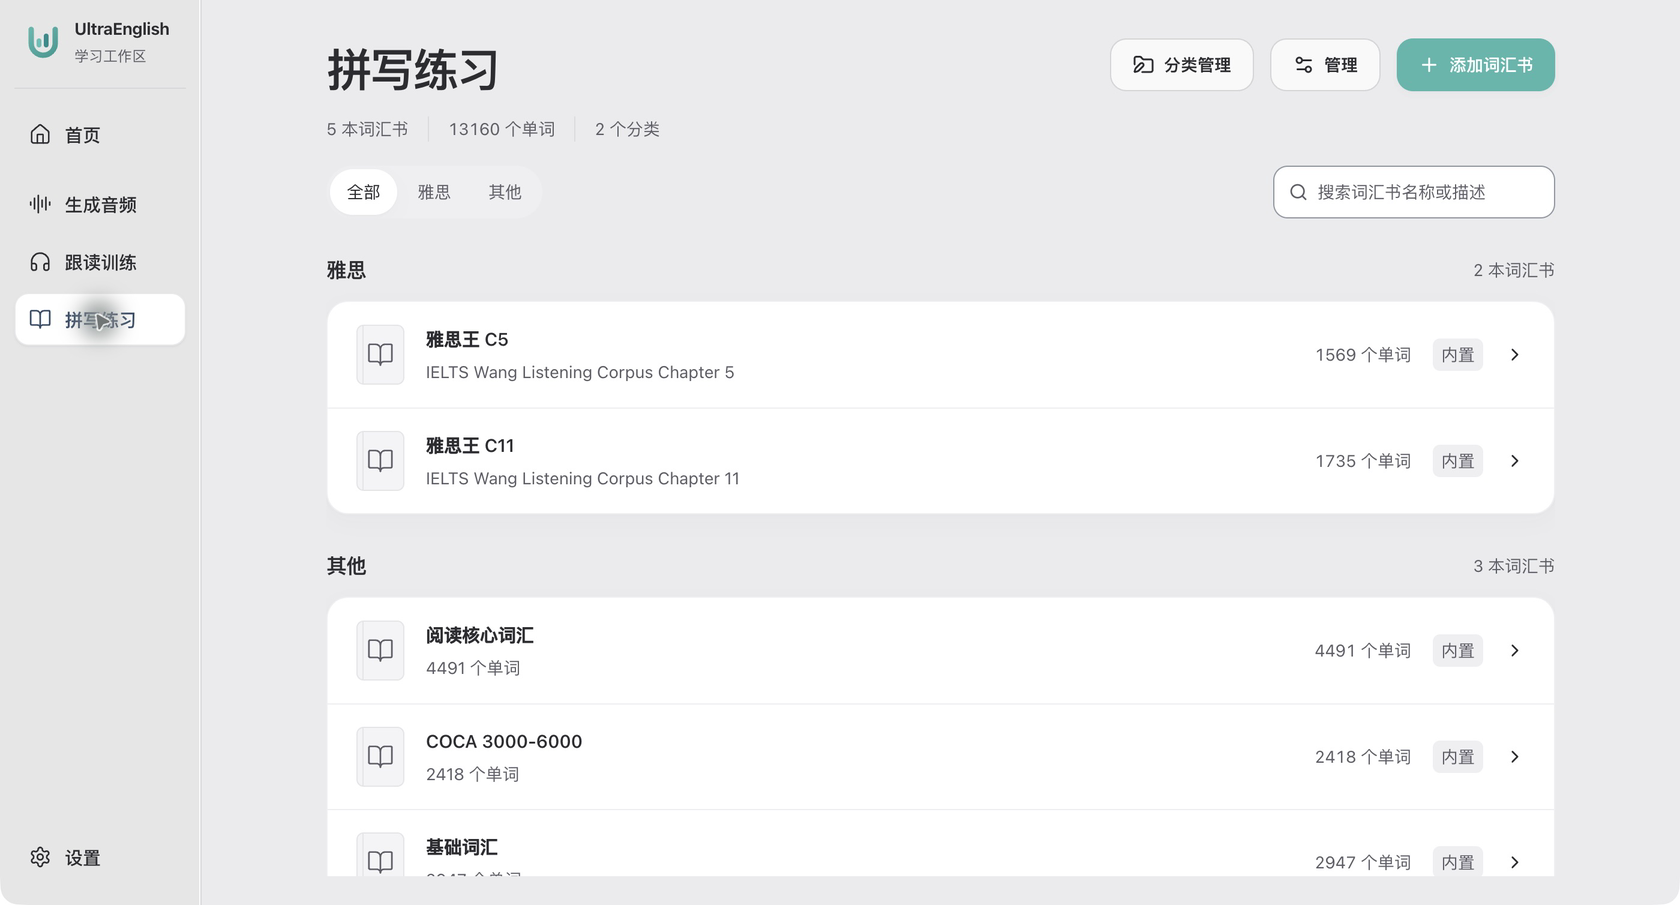 UltraEnglish
学习工作区
首页
生成音频
跟读训练
拼写练习
设置
拼写练习
分类管理
管理
添加词汇书
5 本词汇书
13160 个单词
2 个分类
全部
雅思
其他
搜索词汇书名称或描述
雅思
2 本词汇书
雅思王 C5
IELTS Wang Listening Corpus Chapter 5
1569 个单词
内置
雅思王 C11
IELTS Wang Listening Corpus Chapter 11
1735 个单词
内置
其他
3 本词汇书
阅读核心词汇
4491 个单词
4491 个单词
内置
COCA 3000-6000
2418 个单词
2418 个单词
内置
基础词汇
2947 个单词
2947 个单词
内置